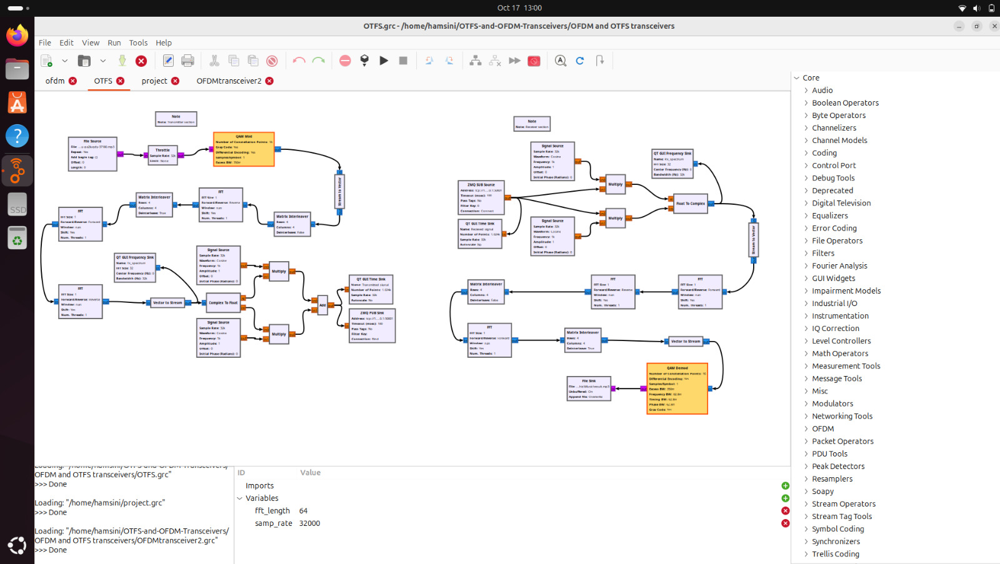 Oct 17 13:00
OTFS.grc - /home/hamsini/OTFS-and-OFDM-Transceivers/OFDM and OTFS transceivers
File Edit View Run Tools Help
ofdm OTFS project OFDMtransceiver2
Note
Note: Transmitter section
File Source
Repeat: Yes
Add begin tag: ()
Offset: 0
Length: 0
Throttle
Sample Rate: 32k
Limit: None
QAM Mod
Number of Constellation Points: 16
Gray Code: Yes
Differential Encoding: Yes
Samples/Symbol: 1
Excess BW: 350m
Stream to Vector
Matrix Interleaver
Rows: 4
Columns: 4
Deinterleave: False
FFT
FFT Size: 1
Forward/Reverse: Reverse
Window: nun
Shift: Yes
Num. Threads: 1
Matrix Interleaver
Rows: 4
Columns: 4
Deinterleave: True
FFT
FFT Size: 1
Forward/Reverse: Forward
Window: nun
Shift: Yes
Num. Threads: 1
FFT
FFT Size: 1
Forward/Reverse: Reverse
Window: nun
Shift: Yes
Num. Threads: 1
Vector to Stream
QT GUI Frequency Sink
Name: Tx_spectrum
FFT Size: 32
Center Frequency (Hz): 0
Bandwidth (Hz): 32k
Signal Source
Sample Rate: 32k
Waveform: Cosine
Frequency: 1k
Amplitude: 1
Offset: 0
Initial Phase (Radians): 0
Complex To Float
Signal Source
Sample Rate: 32k
Waveform: Cosine
Frequency: 1k
Amplitude: 1
Offset: 0
Initial Phase (Radians): 0
Multiply
Multiply
Add
QT GUI Time Sink
Name: Transmitted signal
Number of Points: 1.024k
Sample Rate: 32k
Autoscale: No
ZMQ PUB Sink
Address: tcp://1....0.1:50001
Timeout (msec): 100
Pass Tags: No
Filter Key:
Connection: Bind
Note
Note: Receiver section
Signal Source
Sample Rate: 32k
Waveform: Cosine
Frequency: 1k
Amplitude: 1
Offset: 0
Initial Phase (Radians): 0
ZMQ SUB Source
Address: tcp://1....0.1:50001
Timeout (msec): 100
Pass Tags: No
Filter Key: 0
Connection: Connect
QT GUI Time Sink
Name: Recieved signal
Number of Points: 1.024k
Sample Rate: 32k
Autoscale: No
Signal Source
Sample Rate: 32k
Waveform: Cosine
Frequency: 1k
Amplitude: 1
Offset: 0
Initial Phase (Radians): 0
Multiply
Multiply
QT GUI Frequency Sink
Name: Rx_spectrum
FFT Size: 32
Center Frequency (Hz): 0
Bandwidth (Hz): 32k
Float To Complex
Stream to Vector
FFT
FFT Size: 1
Forward/Reverse: Forward
Window: nun
Shift: Yes
Num. Threads: 1
FFT
FFT Size: 1
Forward/Reverse: Reverse
Window: nun
Shift: Yes
Num. Threads: 1
Matrix Interleaver
Rows: 4
Columns: 4
Deinterleave: False
FFT
FFT Size: 1
Forward/Reverse: Forward
Window: nun
Shift: Yes
Num. Threads: 1
Matrix Interleaver
Rows: 4
Columns: 4
Deinterleave: True
Vector to Stream
QAM Demod
Number of Constellation Points: 16
Differential Encoding: Yes
Samples/Symbol: 1
Excess BW: 350m
Frequency BW: 62.8m
Timing BW: 62.8m
Phase BW: 62.8m
Gray Code: Yes
File Sink
File: ...hik/Music/result.mp3
Unbuffered: On
Append file: Overwrite
OFDM and OTFS transceivers/OTFS.grc"
>>> Done
Loading: "/home/hamsini/project.grc"
>>> Done
Loading: "/home/hamsini/OTFS-and-OFDM-Transceivers/
OFDM and OTFS transceivers/OFDMtransceiver2.grc"
>>> Done
ID Value
Imports
Variables
fft_length 64
samp_rate 32000
Core
Audio
Boolean Operators
Byte Operators
Channelizers
Channel Models
Coding
Control Port
Debug Tools
Deprecated
Digital Television
Equalizers
Error Coding
File Operators
Filters
Fourier Analysis
GUI Widgets
Impairment Models
Industrial I/O
Instrumentation
IQ Correction
Level Controllers
Math Operators
Measurement Tools
Message Tools
Misc
Modulators
Networking Tools
OFDM
Packet Operators
PDU Tools
Peak Detectors
Resamplers
Soapy
Stream Operators
Stream Tag Tools
Symbol Coding
Synchronizers
Trellis Coding
SSD